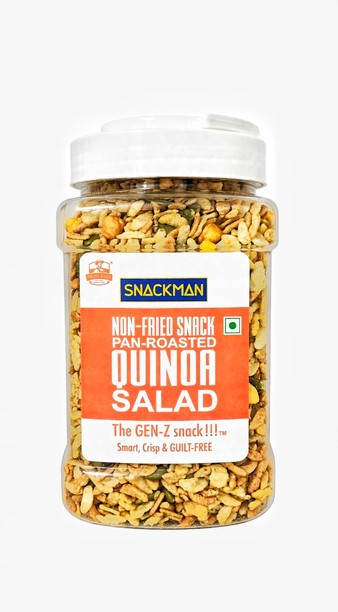 SNACKMAN
NON-FRIED SNACK
PAN-ROASTED
QUINOA
SALAD
The GEN-Z snack!!!™
Smart, Crisp & GUILT-FREE